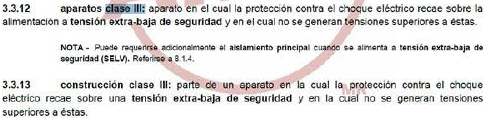 3.3.12 aparatos clase III: aparato en el cual la protección contra el choque eléctrico recae sobre la
alimentación a tensión extra-baja de seguridad y en el cual no se generan tensiones superiores a éstas.
NOTA - Puede requerirse adicionalmente el aislamiento principal cuando se alimenta a tensión extra-baja de
seguridad (SELV). Referirse a 8.1.4.
3.3.13 construcción clase III: parte de un aparato en la cual la protección contra el choque
eléctrico recae sobre una tensión extra-baja de seguridad y en la cual no se generan tensiones
superiores a éstas.